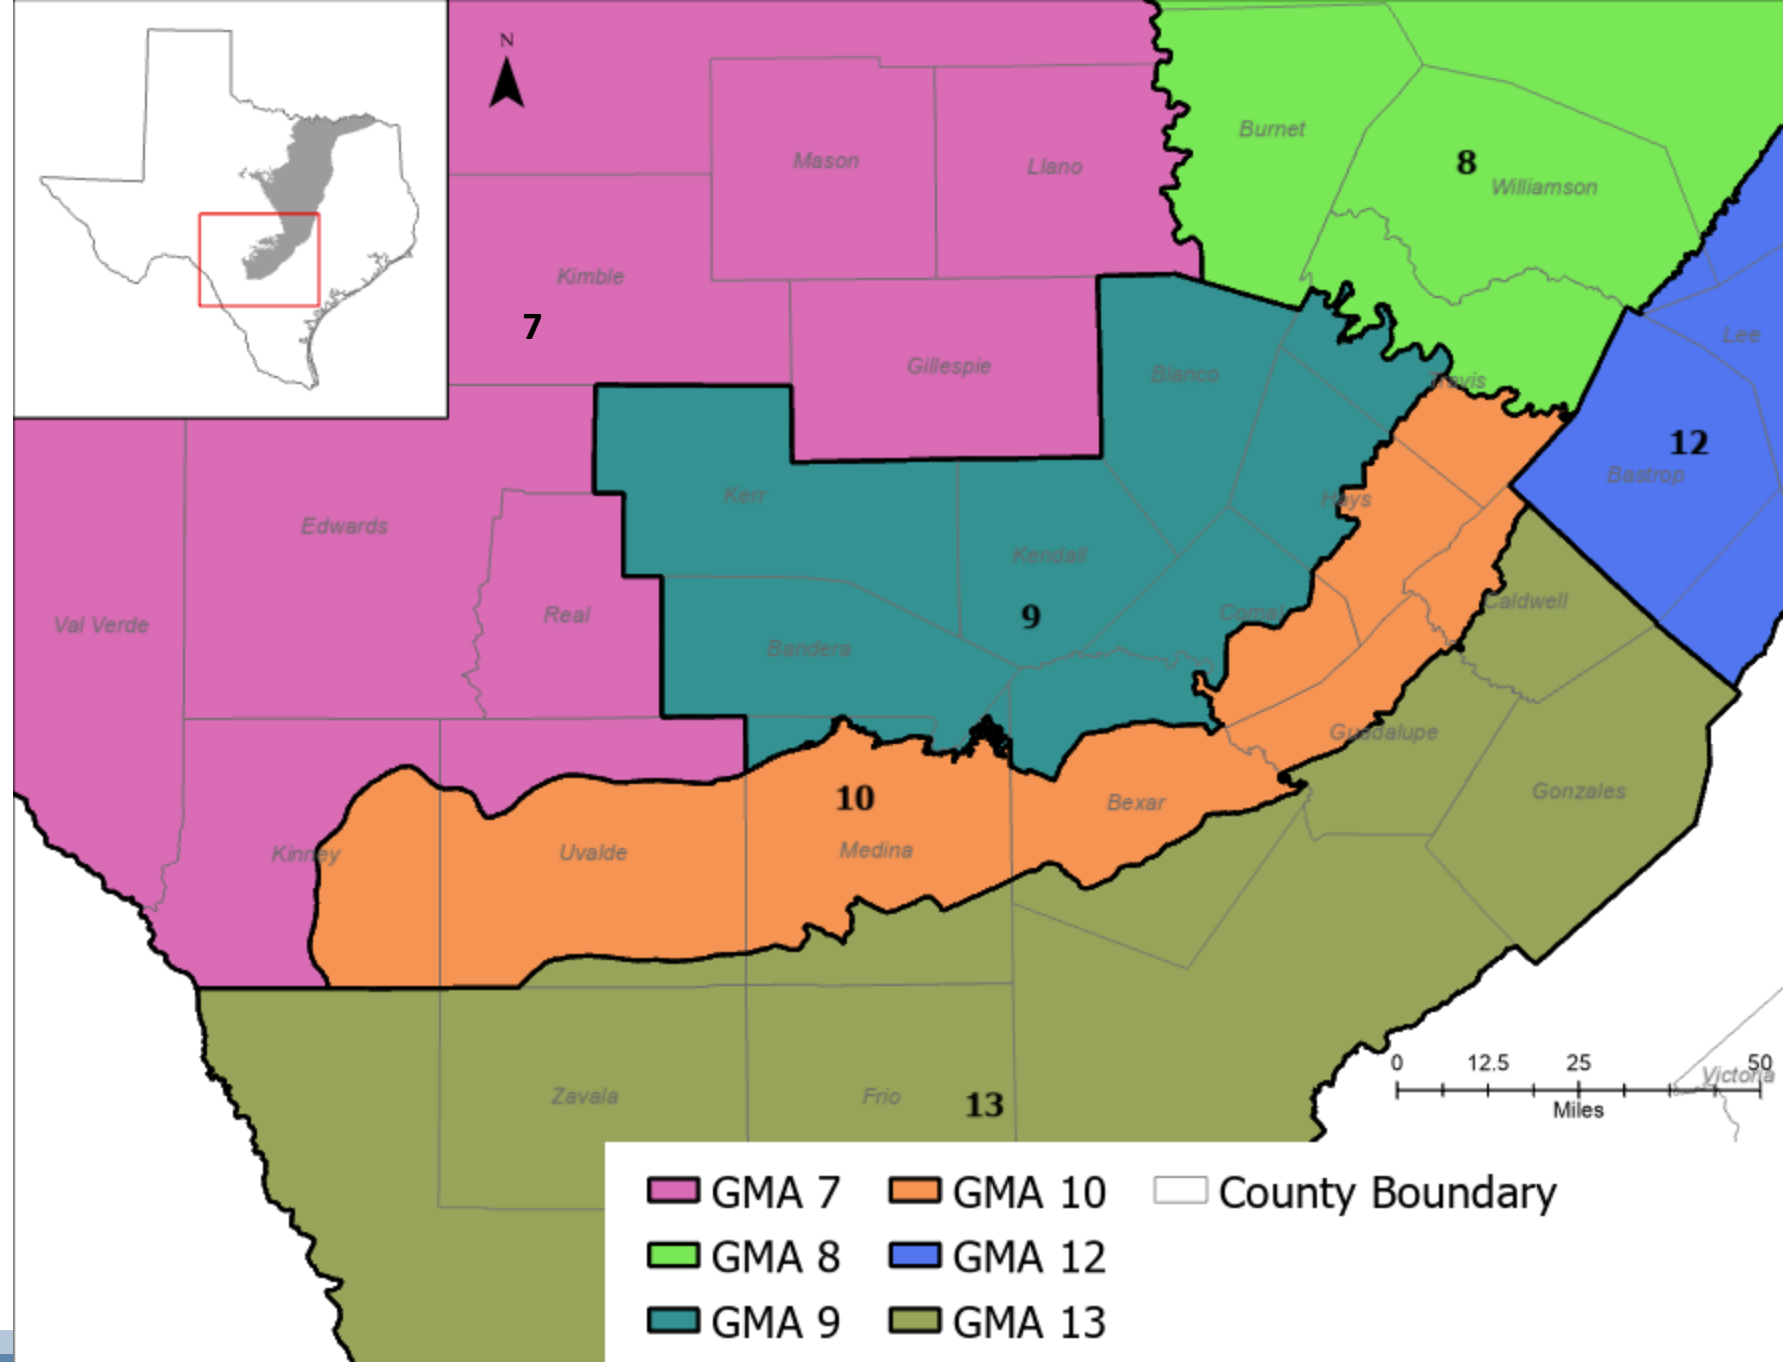 N
Burnet
Mason
Llano
8
Williamson
Kimble
7
Lee
Gillespie
Blanco
Travis
12
Bastrop
Kerr
Hays
Edwards
Kendall
Caldwell
Real
9
Comal
Val Verde
Bandera
Guadalupe
Gonzales
10
Bexar
Kinney
Uvalde
Medina
0 12.5 25 50
Victoria
Miles
Zavala
Frio
13
GMA 7
GMA 10
County Boundary
GMA 8
GMA 12
GMA 9
GMA 13